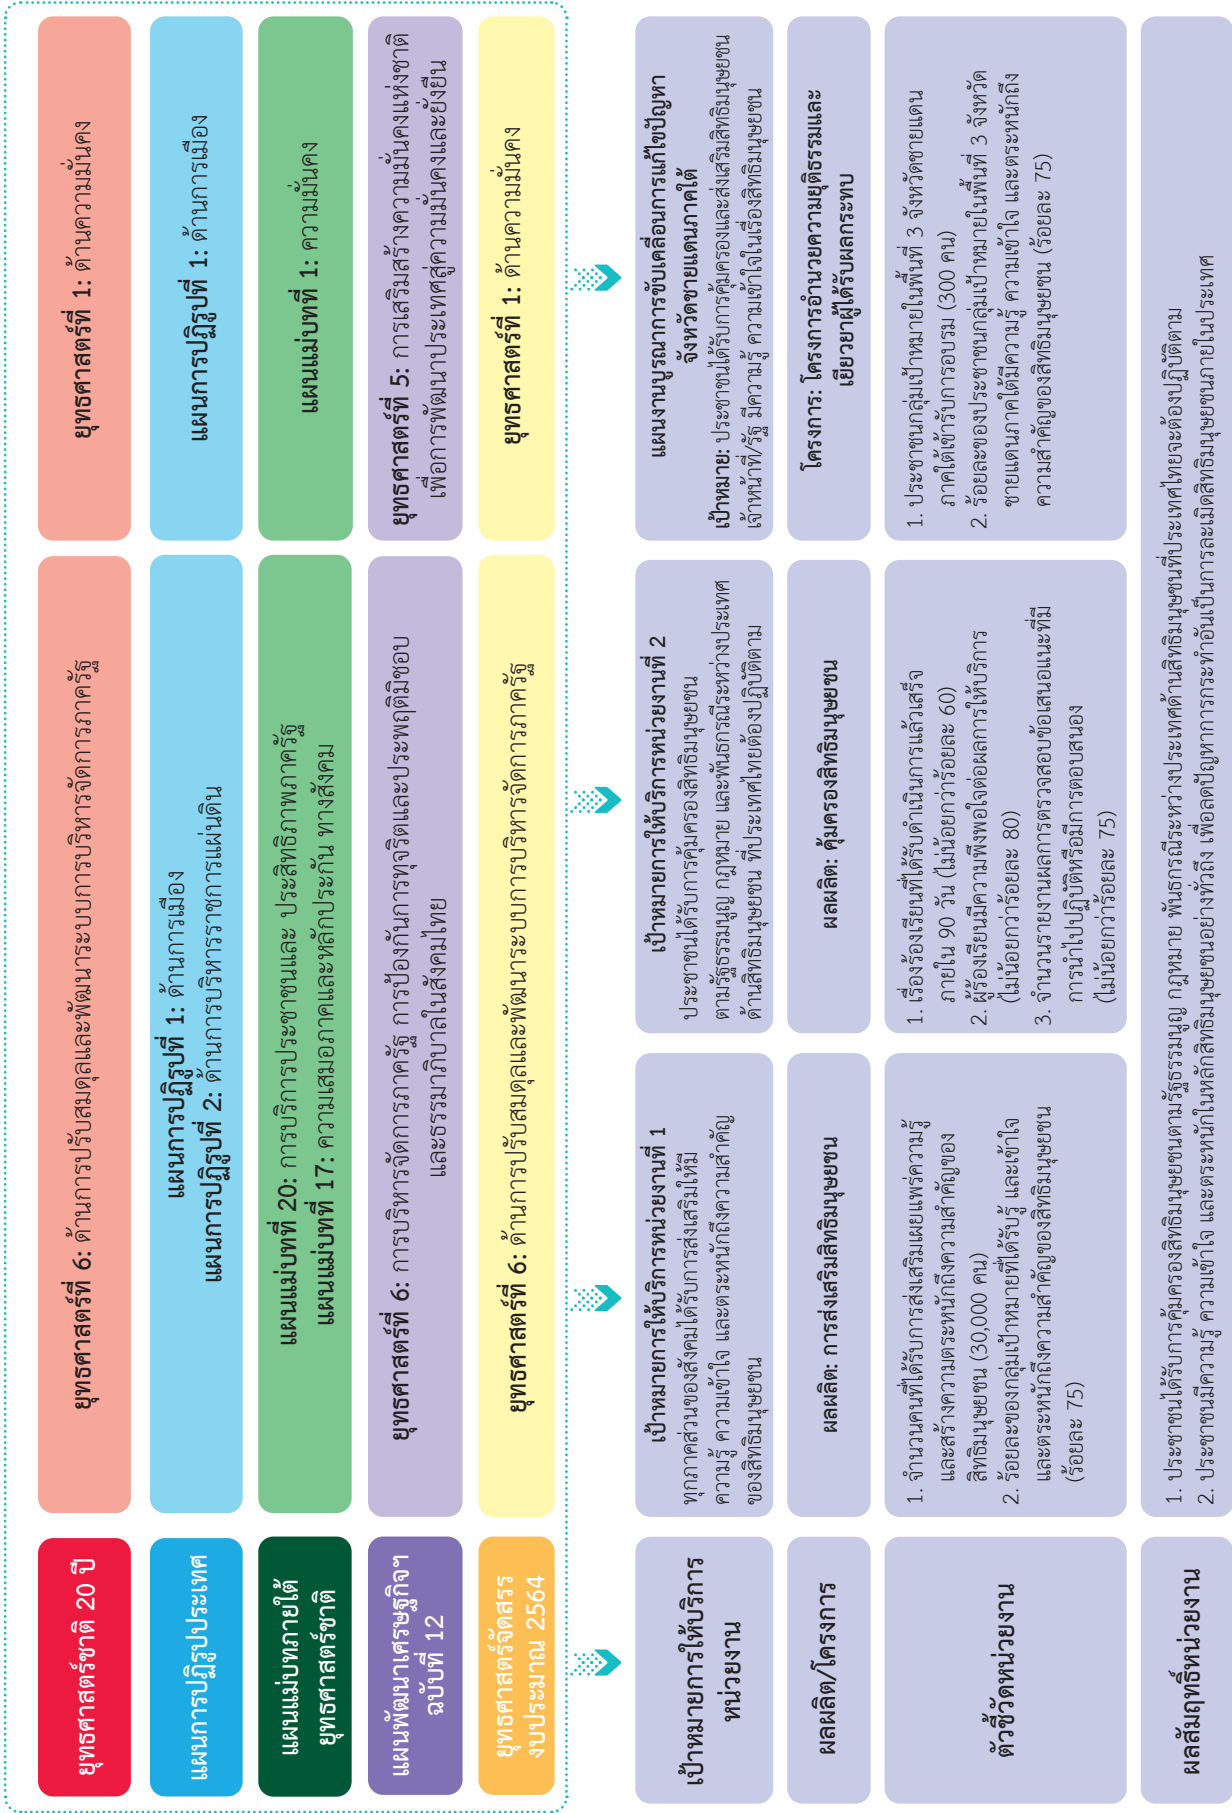 ยุทธศาสตร์ชาติ 20 ปี
ยุทธศาสตร์ที่ 6: ด้านการปรับสมดุลและพัฒนาระบบการบริหารจัดการภาครัฐ
ยุทธศาสตร์ที่ 1: ด้านความมั่นคง
แผนการปฏิรูปประเทศ
แผนการปฏิรูปที่ 1: ด้านการเมือง
แผนการปฏิรูปที่ 2: ด้านการบริหารราชการแผ่นดิน
แผนการปฏิรูปที่ 1: ด้านการเมือง
แผนแม่บทภายใต้
ยุทธศาสตร์ชาติ
แผนแม่บทที่ 20: การบริการประชาชนและ ประสิทธิภาพภาครัฐ
แผนแม่บทที่ 17: ความเสมอภาคและหลักประกัน ทางสังคม
แผนแม่บทที่ 1: ความมั่นคง
แผนพัฒนาเศรษฐกิจฯ
ฉบับที่ 12
ยุทธศาสตร์ที่ 6: การบริหารจัดการภาครัฐ การป้องกันการทุจริตและประพฤติมิชอบ
และธรรมาภิบาลในสังคมไทย
ยุทธศาสตร์ที่ 5: การเสริมสร้างความมั่นคงแห่งชาติ
เพื่อการพัฒนาประเทศสู่ความมั่นคงและยั่งยืน
ยุทธศาสตร์จัดสรร
งบประมาณ 2564
ยุทธศาสตร์ที่ 6: ด้านการปรับสมดุลและพัฒนาระบบการบริหารจัดการภาครัฐ
ยุทธศาสตร์ที่ 1: ด้านความมั่นคง
เป้าหมายการให้บริการ
หน่วยงาน
เป้าหมายการให้บริการหน่วยงานที่ 1
ทุกภาคส่วนของสังคมได้รับการส่งเสริมให้มี
ความรู้ ความเข้าใจ และตระหนักถึงความสำคัญ
ของสิทธิมนุษยชน
เป้าหมายการให้บริการหน่วยงานที่ 2
ประชาชนได้รับการคุ้มครองสิทธิมนุษยชน
ตามรัฐธรรมนูญ กฎหมาย และพันธกรณีระหว่างประเทศ
ด้านสิทธิมนุษยชน ที่ประเทศไทยต้องปฏิบัติตาม
แผนงานบูรณาการขับเคลื่อนการแก้ไขปัญหา
จังหวัดชายแดนภาคใต้
เป้าหมาย: ประชาชนได้รับการคุ้มครองและส่งเสริมสิทธิมนุษยชน
เจ้าหน้าที่/รัฐ มีความรู้ ความเข้าใจในเรื่องสิทธิมนุษยชน
ผลผลิต/โครงการ
ผลผลิต: การส่งเสริมสิทธิมนุษยชน
ผลผลิต: คุ้มครองสิทธิมนุษยชน
โครงการ: โครงการอำนวยความยุติธรรมและ
เยียวยาผู้ได้รับผลกระทบ
ตัวชี้วัดหน่วยงาน
1. จำนวนคนที่ได้รับการส่งเสริมเผยแพร่ความรู้
และสร้างความตระหนักถึงความสำคัญของ
สิทธิมนุษยชน (30,000 คน)
2. ร้อยละของกลุ่มเป้าหมายที่ได้รับรู้ และเข้าใจ
และตระหนักถึงความสำคัญของสิทธิมนุษยชน
(ร้อยละ 75)
1. เรื่องร้องเรียนที่ได้รับดำเนินการแล้วเสร็จ
ภายใน 90 วัน (ไม่น้อยกว่าร้อยละ 60)
2. ผู้ร้องเรียนมีความพึงพอใจต่อผลการให้บริการ
(ไม่น้อยกว่าร้อยละ 80)
3. จำนวนรายงานผลการตรวจสอบข้อเสนอแนะที่มี
การนำไปปฏิบัติหรือมีการตอบสนอง
(ไม่น้อยกว่าร้อยละ 75)
1. ประชาชนกลุ่มเป้าหมายในพื้นที่ 3 จังหวัดชายแดน
ภาคใต้เข้ารับการอบรม (300 คน)
2. ร้อยละของประชาชนกลุ่มเป้าหมายในพื้นที่ 3 จังหวัด
ชายแดนภาคใต้มีความรู้ ความเข้าใจ และตระหนักถึง
ความสำคัญของสิทธิมนุษยชน (ร้อยละ 75)
ผลสัมฤทธิ์หน่วยงาน
1. ประชาชนได้รับการคุ้มครองสิทธิมนุษยชนตามรัฐธรรมนูญ กฎหมาย พันธกรณีระหว่างประเทศด้านสิทธิมนุษชนที่ประเทศไทยจะต้องปฏิบัติตาม
2. ประชาชนมีความรู้ ความเข้าใจ และตระหนักในหลักสิทธิมนุษยชนอย่างทั่วถึง เพื่อลดปัญหาการกระทำอันเป็นการละเมิดสิทธิมนุษยชนภายในประเทศ